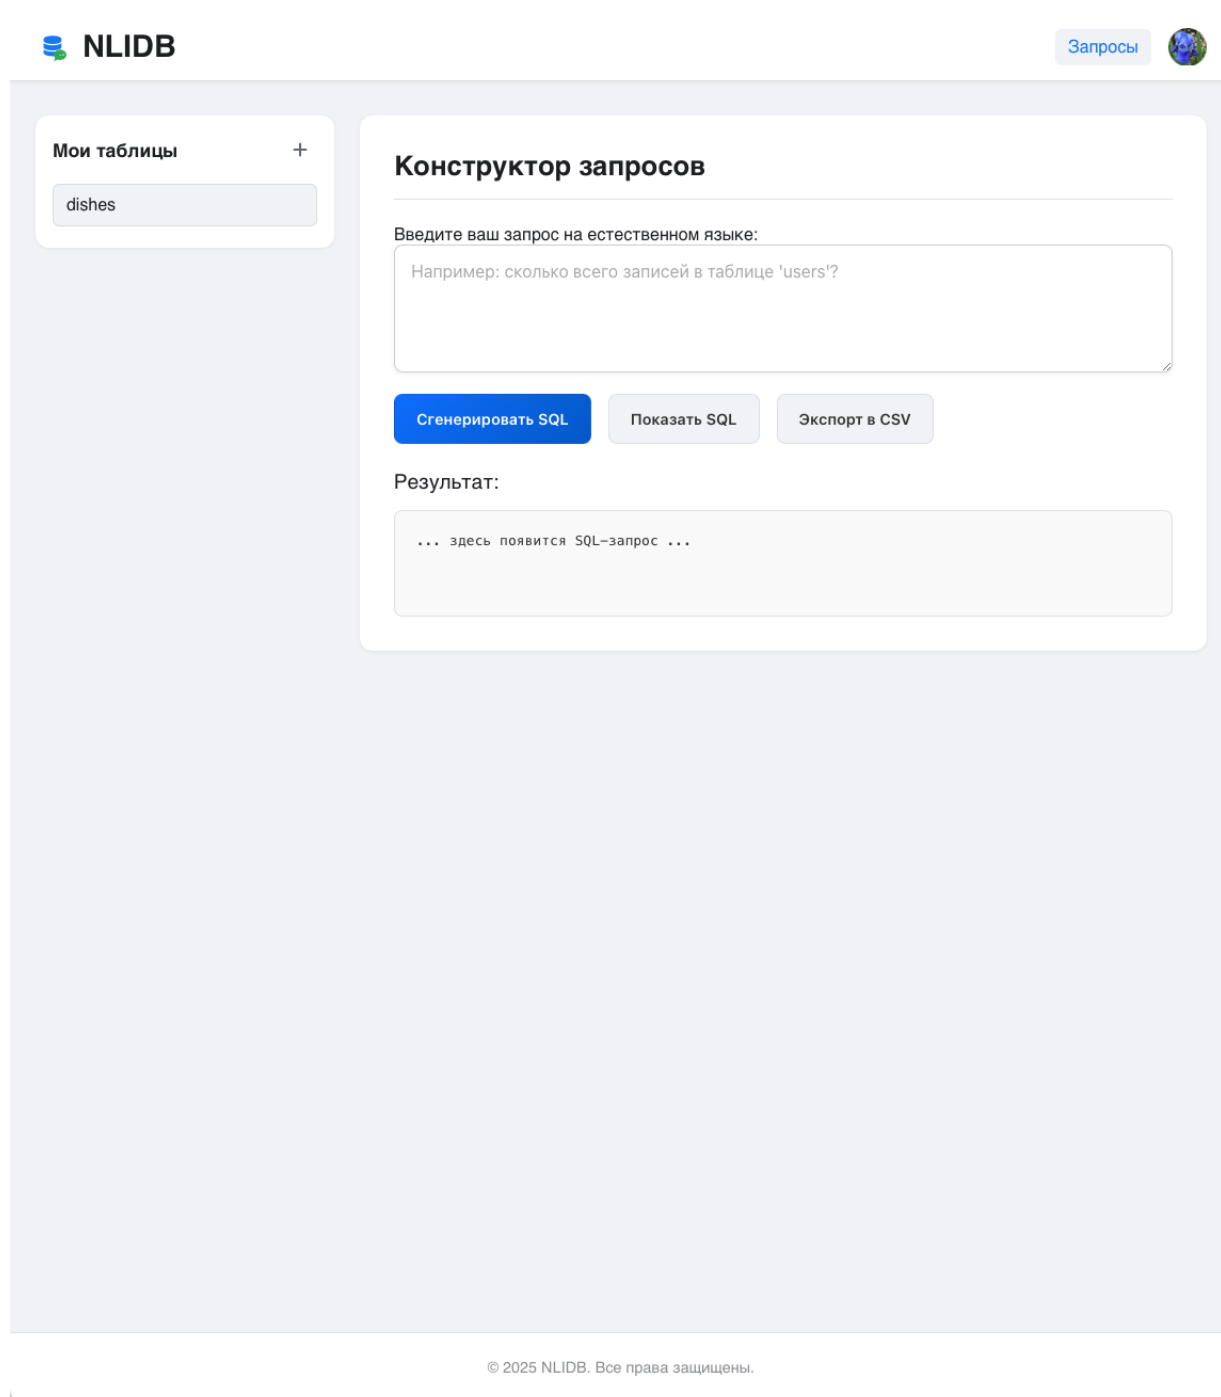 NLIDB
Запросы
Мои таблицы +
dishes
Конструктор запросов
Введите ваш запрос на естественном языке:
Например: сколько всего записей в таблице 'users'?
Сгенерировать SQL
Показать SQL
Экспорт в CSV
Результат:
... здесь появится SQL-запрос ...
© 2025 NLIDB. Все права защищены.